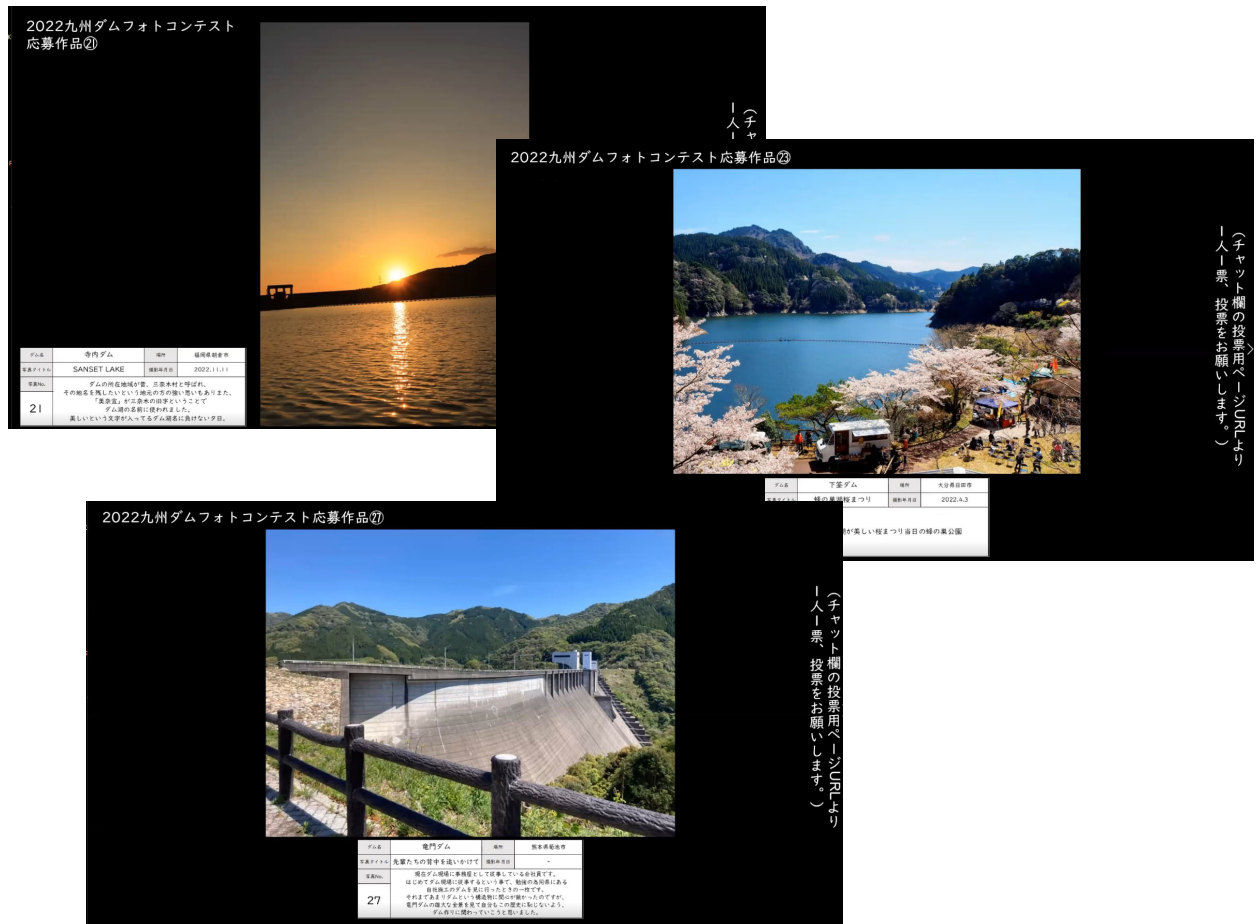 2022九州ダムフォトコンテスト
応募作品㉑
(チャ
一人一
ダム名 寺内ダム 場所 福岡県朝倉市
写真タイトル SANSET LAKE 撮影年月日 2022.11.11
写真No.
21
ダムの所在地域が昔、三奈木村と呼ばれ、
その地名を残したいという地元の方の強い思いもありまた、
「美奈宜」が三奈木の旧字ということで
ダム湖の名前に使われました。
美しいという文字が入ってるダム湖名に負けない夕日。
2022九州ダムフォトコンテスト応募作品㉓
(チャット欄の投票用ページURLより
一人一票、投票をお願いします。)
ダム名 下筌ダム 場所 大分県日田市
写真タイトル 蜂の巣湖桜まつり 撮影年月日 2022.4.3
が美しい桜まつり当日の蜂の巣公園
2022九州ダムフォトコンテスト応募作品㉗
(チャット欄の投票用ページURLより
一人一票、投票をお願いします。)
ダム名 竜門ダム 場所 熊本県菊池市
写真タイトル 先輩たちの背中を追いかけて 撮影年月日 -
写真No.
27
現在ダム現場に事務屋として従事している会社員です。
はじめてダム現場に従事するという事で、勉強の為同県にある
自社施工のダムを見に行ったときの一枚です。
それまであまりダムという構造物に関心が無かったのですが、
竜門ダムの雄大な全景を見て自分もこの歴史に恥じないよう、
ダム作りに関わっていこうと思いました。